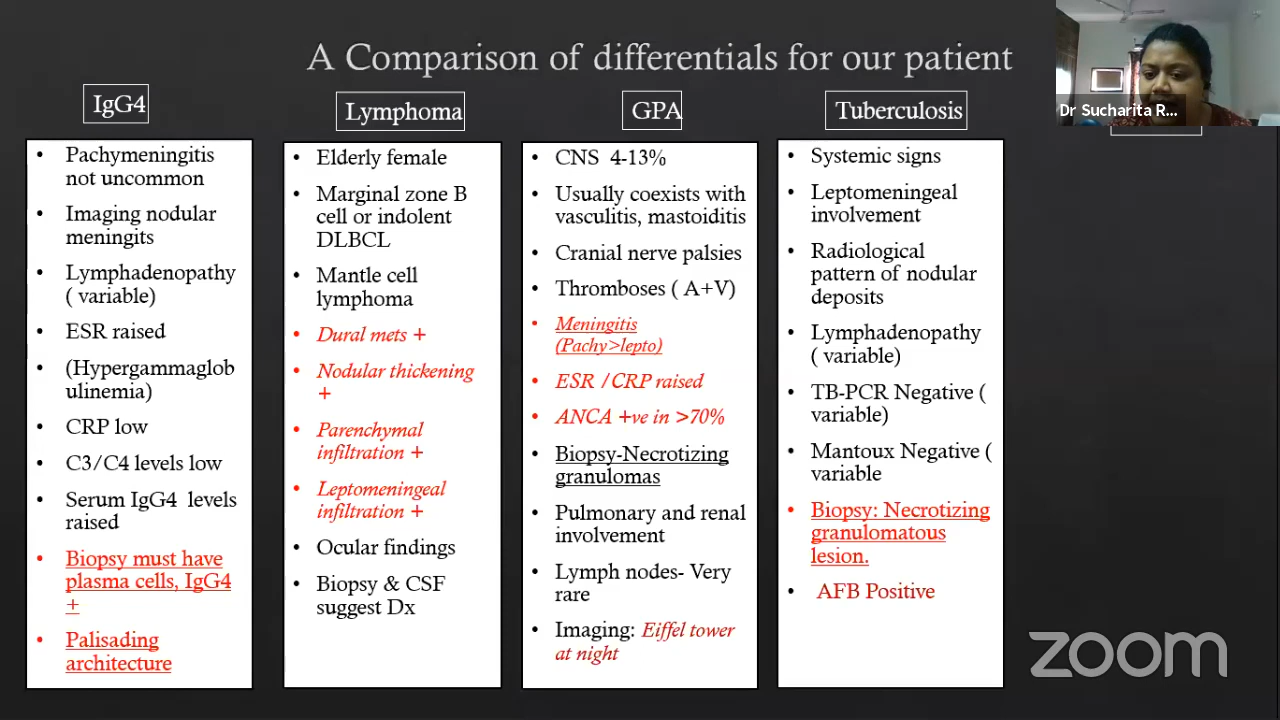 A Comparison of differentials for our patient
Dr Sucharita R...
IgG4
• Pachymeningitis
not uncommon
• Imaging nodular
meningits
• Lymphadenopathy
( variable)
• ESR raised
• (Hypergammaglob
ulinemia)
• CRP low
• C3/C4 levels low
• Serum IgG4 levels
raised
• Biopsy must have
plasma cells, IgG4
+
• Palisading
architecture
Lymphoma
• Elderly female
• Marginal zone B
cell or indolent
DLBCL
• Mantle cell
lymphoma
• Dural mets +
• Nodular thickening
+
• Parenchymal
infiltration +
• Leptomeningeal
infiltration +
• Ocular findings
• Biopsy & CSF
suggest Dx
GPA
• CNS 4-13%
• Usually coexists with
vasculitis, mastoiditis
• Cranial nerve palsies
• Thromboses ( A+V)
• Meningitis
(Pachy>lepto)
• ESR /CRP raised
• ANCA +ve in >70%
• Biopsy-Necrotizing
granulomas
• Pulmonary and renal
involvement
• Lymph nodes- Very
rare
• Imaging: Eiffel tower
at night
Tuberculosis
• Systemic signs
• Leptomeningeal
involvement
• Radiological
pattern of nodular
deposits
• Lymphadenopathy
( variable)
• TB-PCR Negative (
variable)
• Mantoux Negative (
variable
• Biopsy: Necrotizing
granulomatous
lesion.
• AFB Positive
zoom